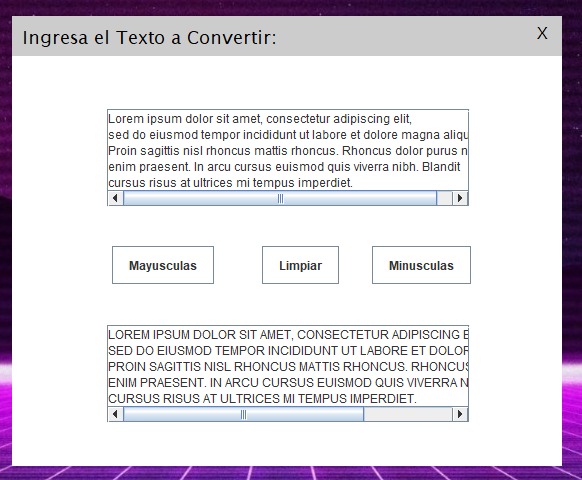 Ingresa el Texto a Convertir:
X
Lorem ipsum dolor sit amet, consectetur adipiscing elit,
sed do eiusmod tempor incididunt ut labore et dolore magna aliqu
Proin sagittis nisl rhoncus mattis rhoncus. Rhoncus dolor purus n
enim praesent. In arcu cursus euismod quis viverra nibh. Blandit
cursus risus at ultrices mi tempus imperdiet.
Mayusculas
Limpiar
Minusculas
LOREM IPSUM DOLOR SIT AMET, CONSECTETUR ADIPISCING E
SED DO EIUSMOD TEMPOR INCIDIDUNT UT LABORE ET DOLOR
PROIN SAGITTIS NISL RHONCUS MATTIS RHONCUS. RHONCUS
ENIM PRAESENT. IN ARCU CURSUS EUISMOD QUIS VIVERRA N
CURSUS RISUS AT ULTRICES MI TEMPUS IMPERDIET.